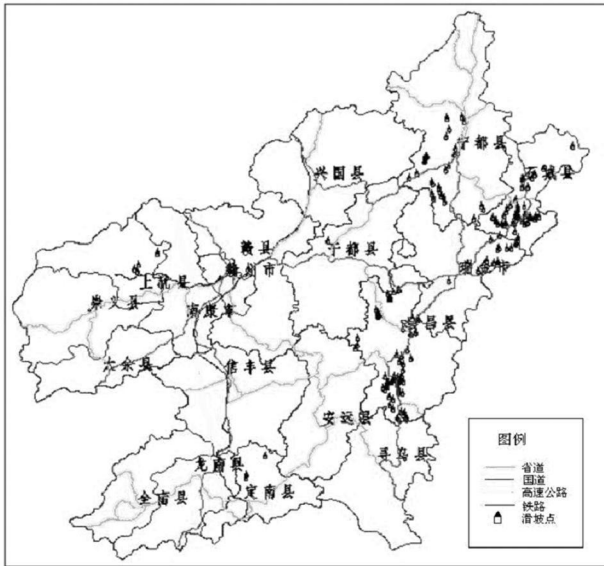 宁都县
石城县
兴国县
赣县
于都县
赣州市
瑞金市
上犹县
崇义县
南康市
会昌县
大余县
信丰县
安远县
寻乌县
龙南县
全南县
定南县
图例
省道
国道
高速公路
铁路
滑坡点